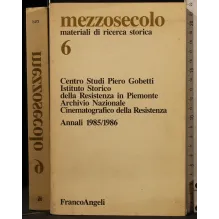 mezzosecolo
materiali di ricerca storica
6
Centro Studi Piero Gobetti
Istituto Storico
della Resistenza in Piemonte
Archivio Nazionale
Cinematografico della Resistenza
Annali 1985/1986
FrancoAngeli
mezzosecolo
6